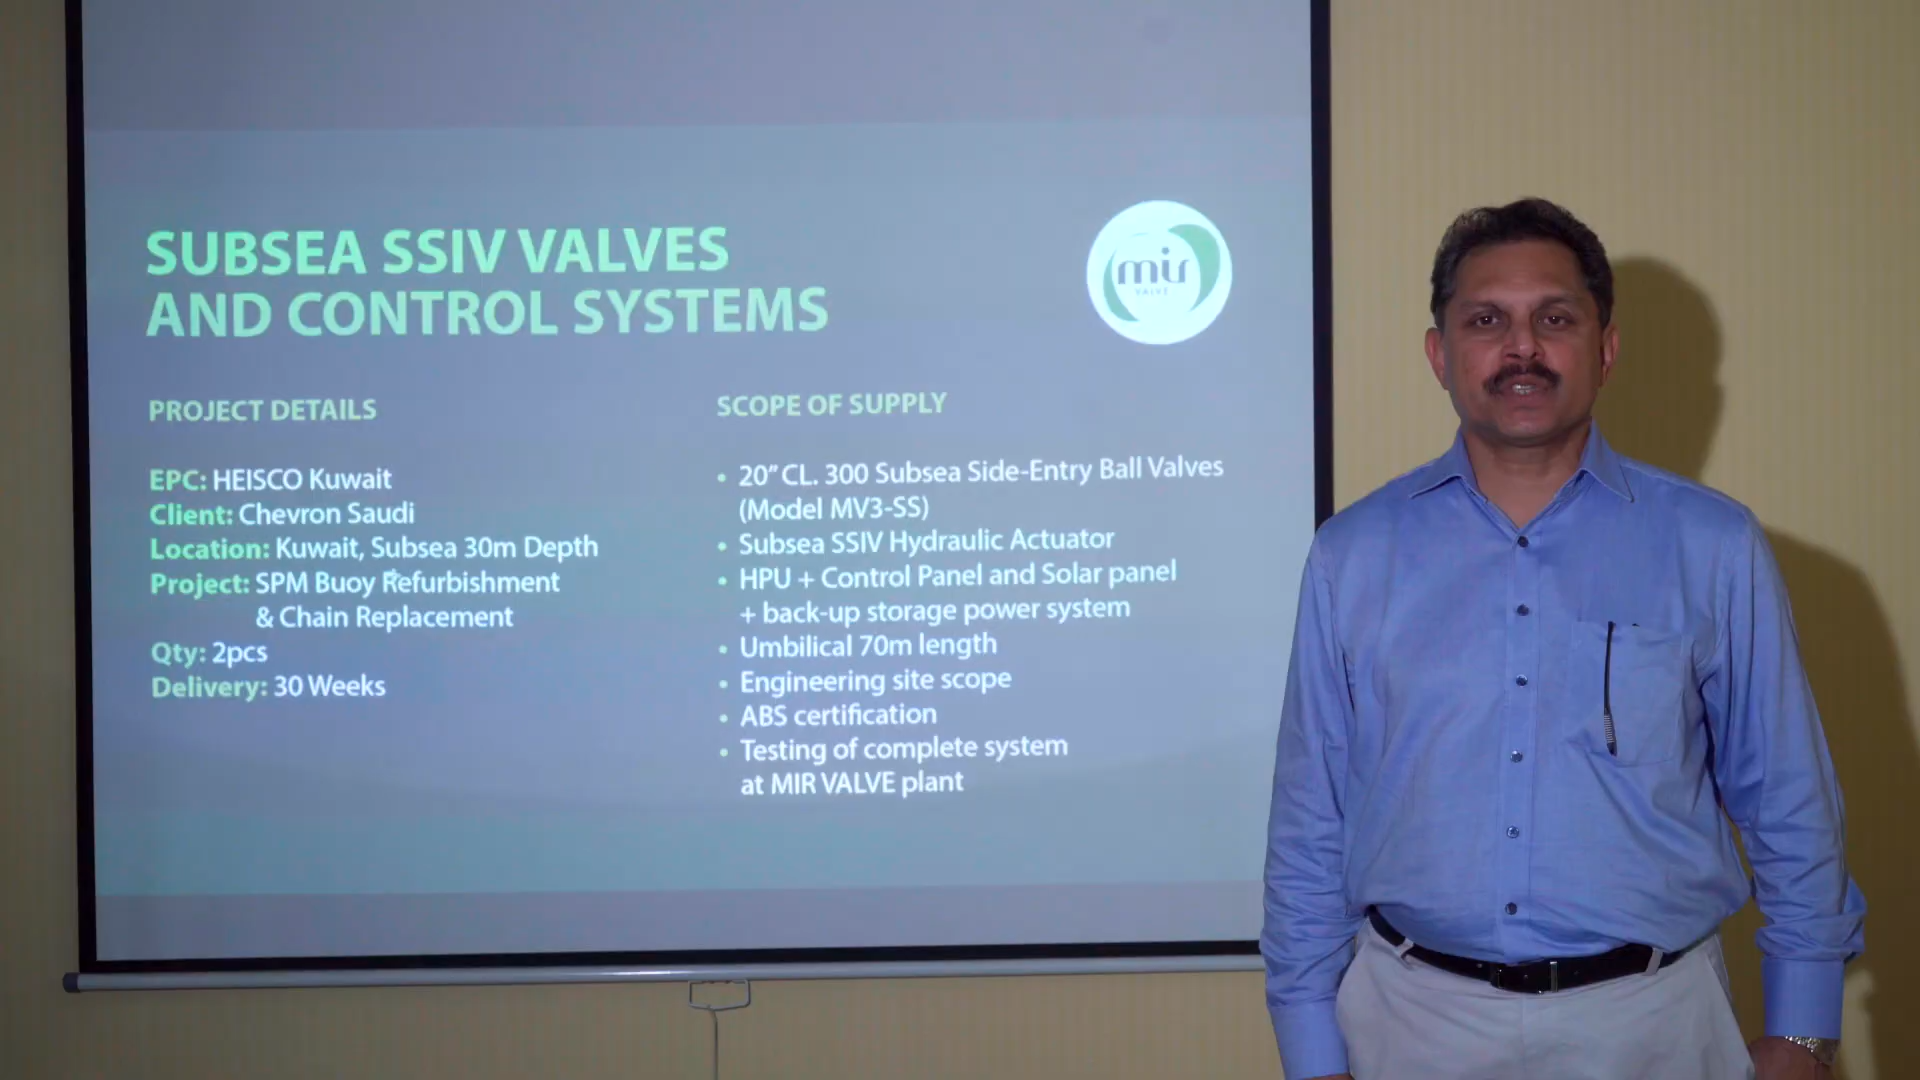 SUBSEA SSIV VALVES
AND CONTROL SYSTEMS
mir
VALVE
PROJECT DETAILS
EPC: HEISCO Kuwait
Client: Chevron Saudi
Location: Kuwait, Subsea 30m Depth
Project: SPM Buoy Refurbishment
& Chain Replacement
Qty: 2pcs
Delivery: 30 Weeks
SCOPE OF SUPPLY
• 20” CL. 300 Subsea Side-Entry Ball Valves
(Model MV3-SS)
• Subsea SSIV Hydraulic Actuator
• HPU + Control Panel and Solar panel
+ back-up storage power system
• Umbilical 70m length
• Engineering site scope
• ABS certification
• Testing of complete system
at MIR VALVE plant